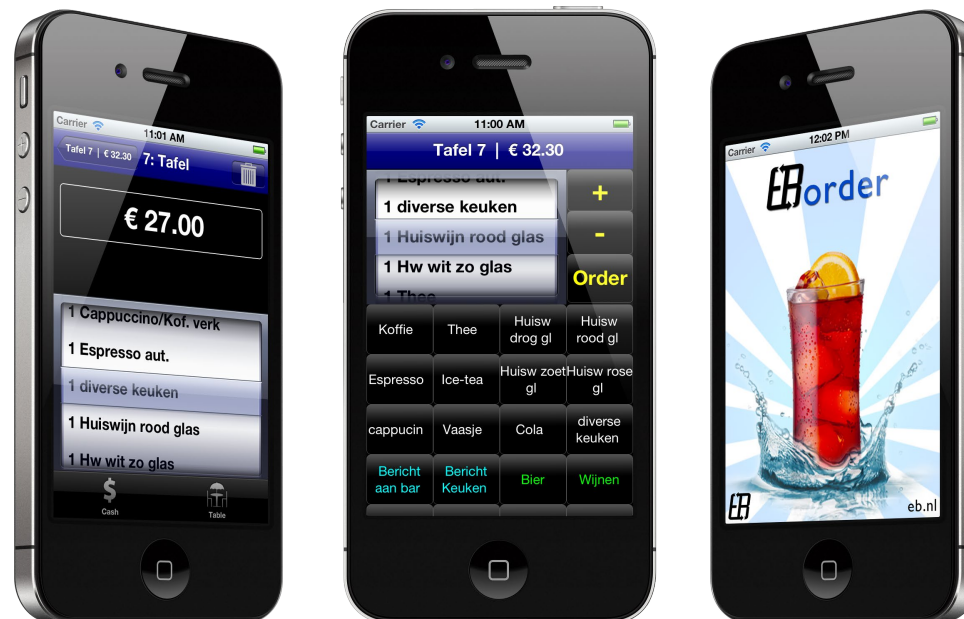 Carrier
11:01 AM
Tafel 7 | € 32.30
7: Tafel
€ 27.00
1 Cappuccino/Kof. verk
1 Espresso aut.
1 diverse keuken
1 Huiswijn rood glas
1 Hw wit zo glas
$
Cash
Table
Carrier
11:00 AM
Tafel 7 | € 32.30
1 Espresso aut.
1 diverse keuken
1 Huiswijn rood glas
1 Hw wit zo glas
1 Thee
+
-
Order
Koffie
Thee
Huisw
drog gl
Huisw
rood gl
Espresso
Ice-tea
Huisw zoet
gl
Huisw rose
gl
cappucin
Vaasje
Cola
diverse
keuken
Bericht
aan bar
Bericht
Keuken
Bier
Wijnen
Carrier
12:02 PM
EBorder
EB
eb.nl